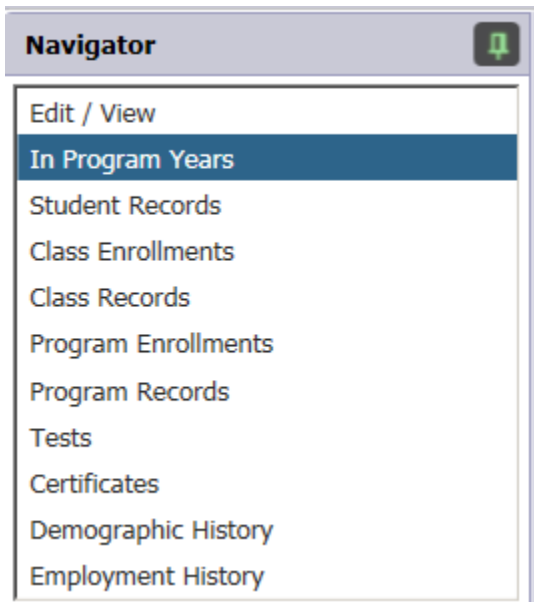 Navigator
Edit / View
In Program Years
Student Records
Class Enrollments
Class Records
Program Enrollments
Program Records
Tests
Certificates
Demographic History
Employment History